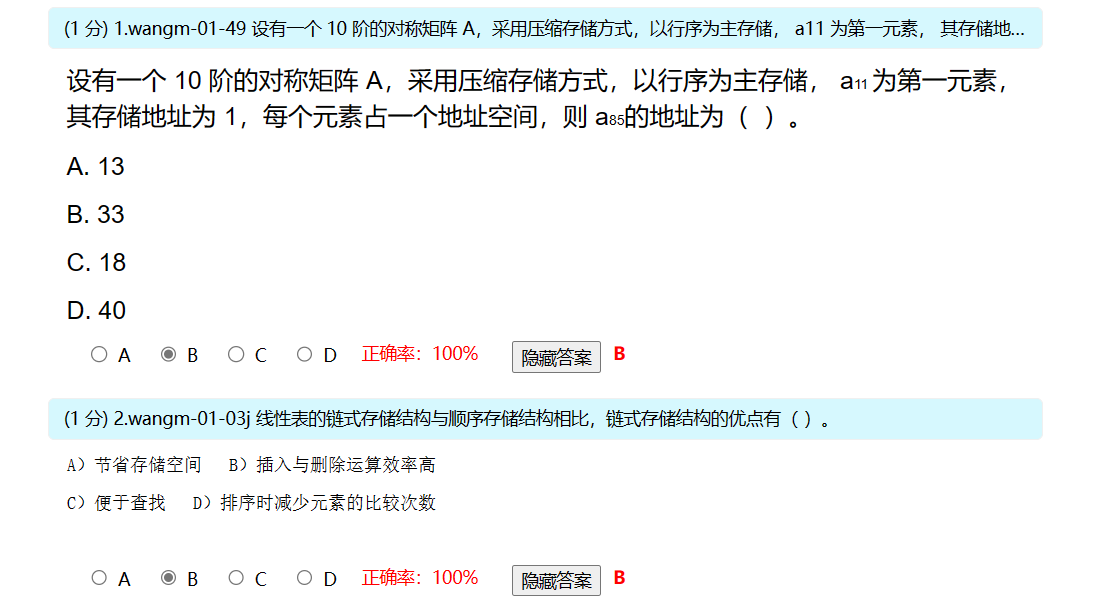 (1 分) 1.wangm-01-49 设有一个 10 阶的对称矩阵 A，采用压缩存储方式，以行序为主存储， a11 为第一元素， 其存储地...
设有一个 10 阶的对称矩阵 A，采用压缩存储方式，以行序为主存储， a11 为第一元素，
其存储地址为 1，每个元素占一个地址空间，则 a85的地址为（ ）。
A. 13
B. 33
C. 18
D. 40
A B C D 正确率：100% 隐藏答案 B
(1 分) 2.wangm-01-03j 线性表的链式存储结构与顺序存储结构相比，链式存储结构的优点有（ ）。
A）节省存储空间 B）插入与删除运算效率高
C）便于查找 D）排序时减少元素的比较次数
A B C D 正确率：100% 隐藏答案 B